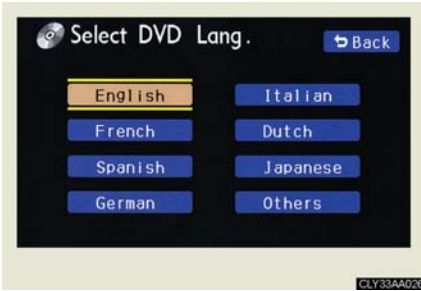 Select DVD Lang.
Back
English
Italian
French
Dutch
Spanish
Japanese
German
Others
CLY33AA026